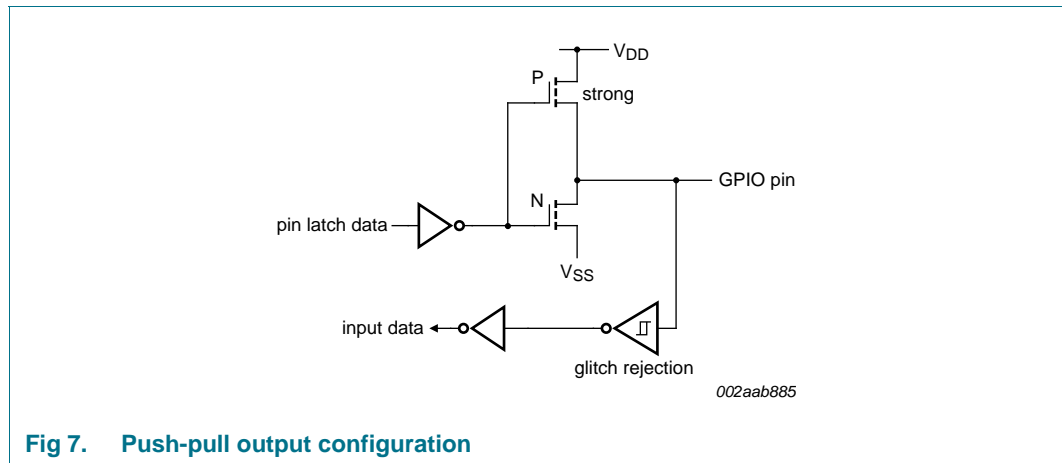 VDD
P
strong
GPIO pin
N
pin latch data
VSS
input data
glitch rejection
002aab885
Fig 7. Push-pull output configuration